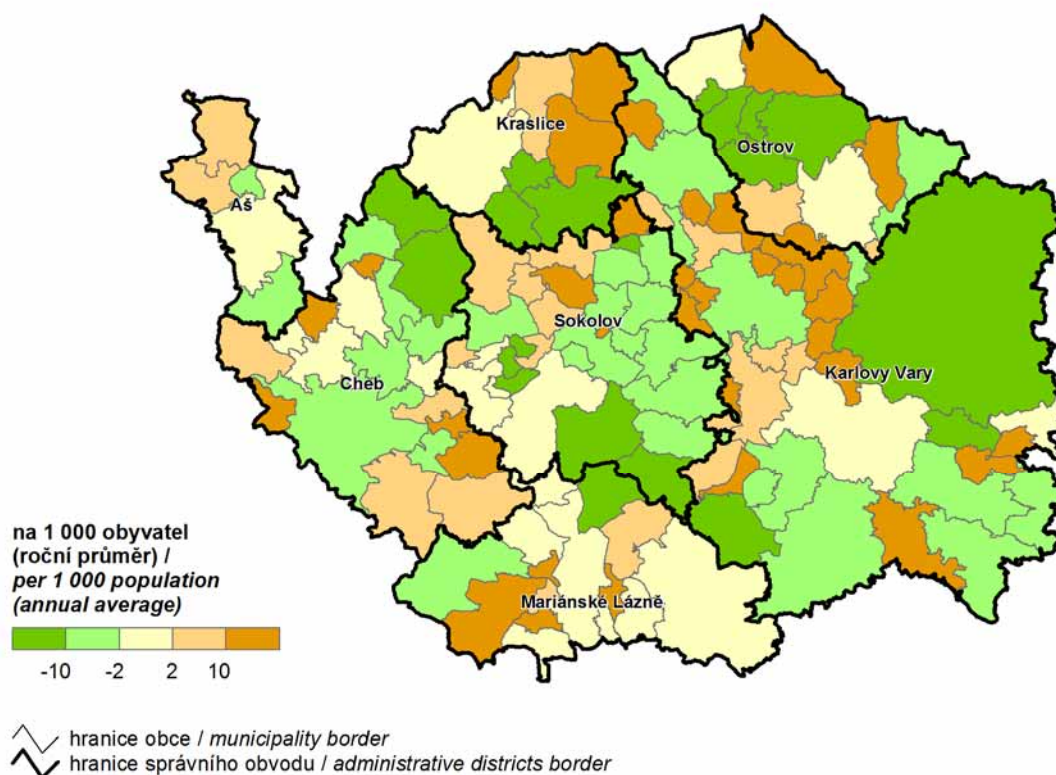 Kraslice
Ostrov
Aš
Sokolov
Cheb
Karlovy Vary
Mariánské Lázně
na 1 000 obyvatel
(roční průměr) /
per 1 000 population
(annual average)
-10 -2 2 10
hranice obce / municipality border
hranice správního obvodu / administrative districts border